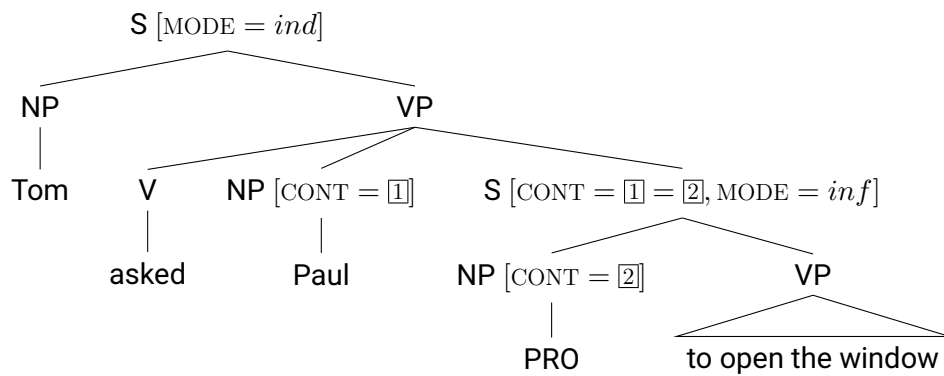 S [MODE = ind]
NP VP
Tom V NP [CONT = 1] S [CONT = 1 = 2, MODE = inf]
asked Paul NP [CONT = 2] VP
PRO to open the window